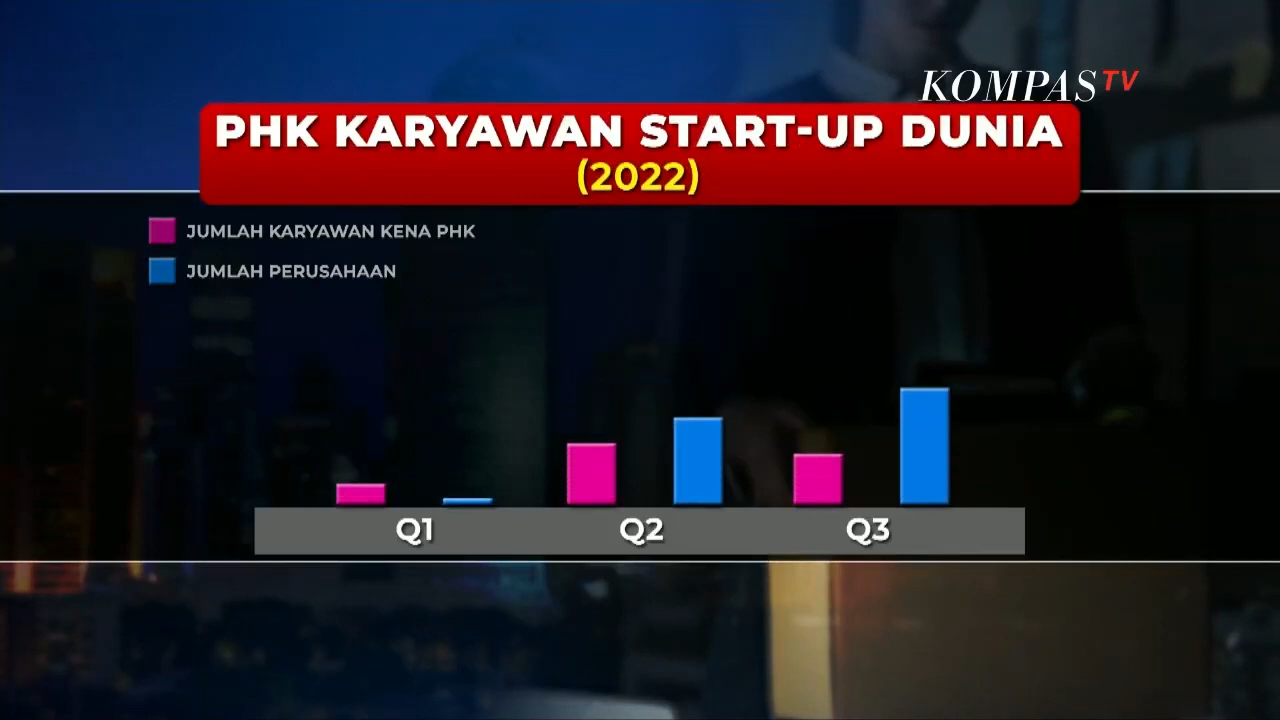 KOMPAS TV
PHK KARYAWAN START-UP DUNIA
(2022)
JUMLAH KARYAWAN KENA PHK
JUMLAH PERUSAHAAN
Q1 Q2 Q3